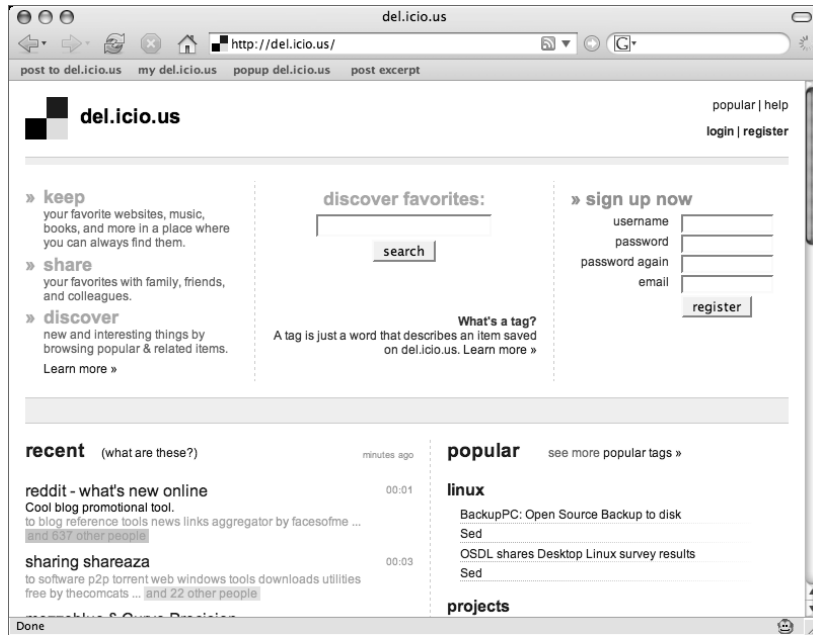 del.icio.us
http://del.icio.us/
G
post to del.icio.us my del.icio.us popup del.icio.us post excerpt
del.icio.us
popular | help
login | register
» keep
your favorite websites, music,
books, and more in a place where
you can always find them.
» share
your favorites with family, friends,
and colleagues.
» discover
new and interesting things by
browsing popular & related items.
Learn more »
discover favorites:
search
What's a tag?
A tag is just a word that describes an item saved
on del.icio.us. Learn more »
» sign up now
username
password
password again
email
register
recent (what are these?) minutes ago
reddit - what's new online 00:01
Cool blog promotional tool.
to blog reference tools news links aggregator by facesofme ...
and 637 other people
sharing shareaza 00:03
to software p2p torrent web windows tools downloads utilities
free by thecomcats ... and 22 other people
popular see more popular tags »
linux
BackupPC: Open Source Backup to disk
Sed
OSDL shares Desktop Linux survey results
Sed
projects
Done